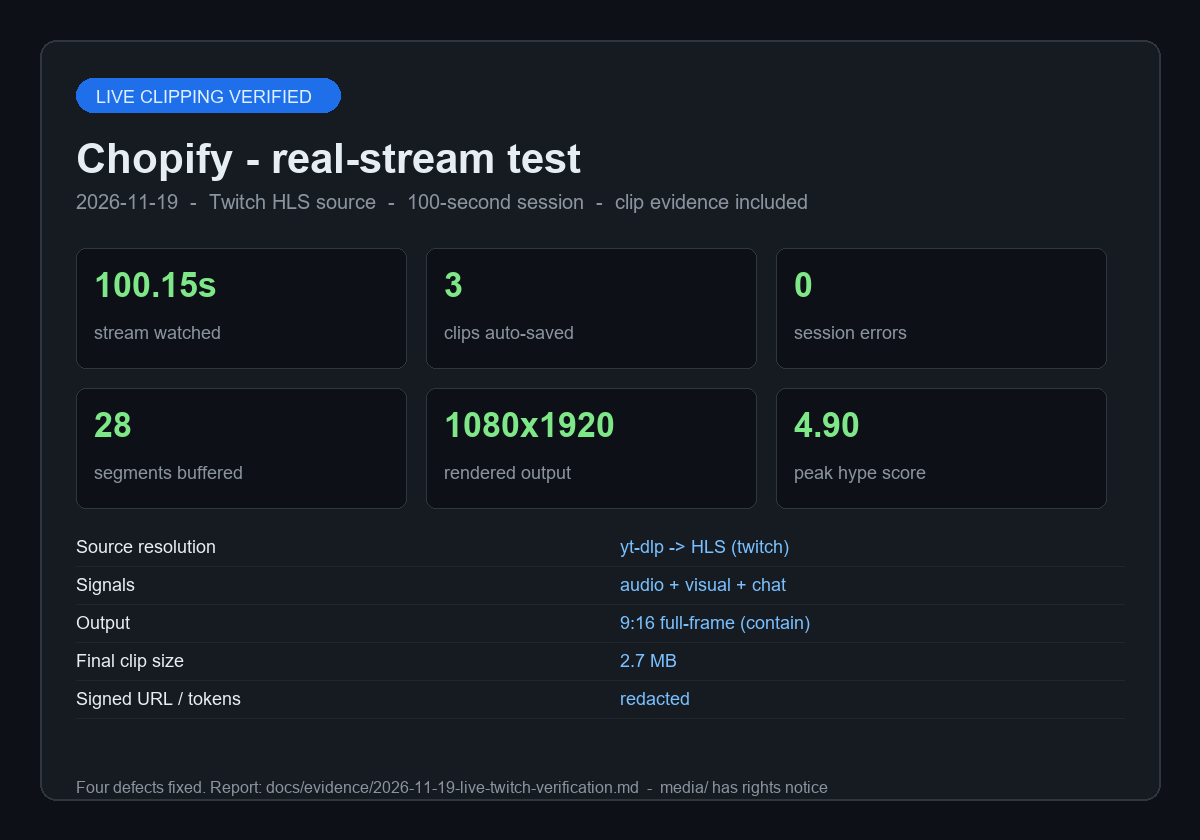 LIVE CLIPPING VERIFIED
Chopify - real-stream test
2026-11-19 - Twitch HLS source - 100-second session - clip evidence included
100.15s
stream watched
3
clips auto-saved
0
session errors
28
segments buffered
1080x1920
rendered output
4.90
peak hype score
Source resolution yt-dlp -> HLS (twitch)
Signals audio + visual + chat
Output 9:16 full-frame (contain)
Final clip size 2.7 MB
Signed URL / tokens redacted
Four defects fixed. Report: docs/evidence/2026-11-19-live-twitch-verification.md - media/ has rights notice